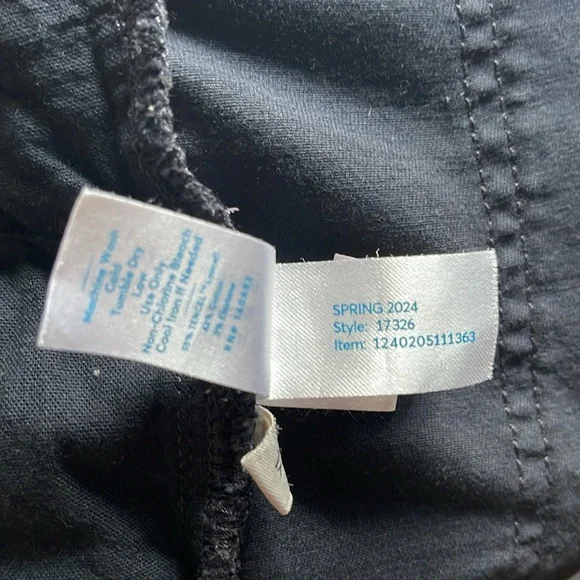 Machine Wash
Cold
Tumble Dry
Low
Use Only
Non-Chlorine Bleach
Cool Iron If Needed
2%
SPRING 2024
Style: 17326
Item: 1240205111363